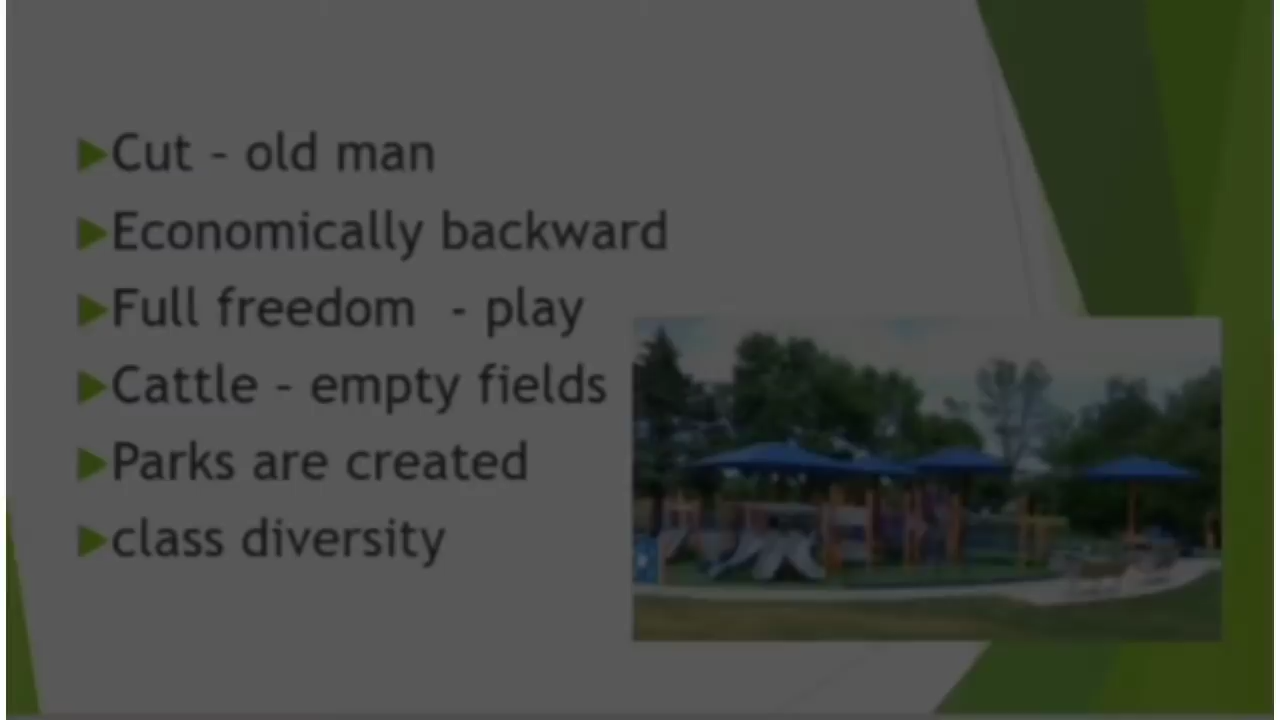 Cut – old man
Economically backward
Full freedom - play
Cattle – empty fields
Parks are created
class diversity